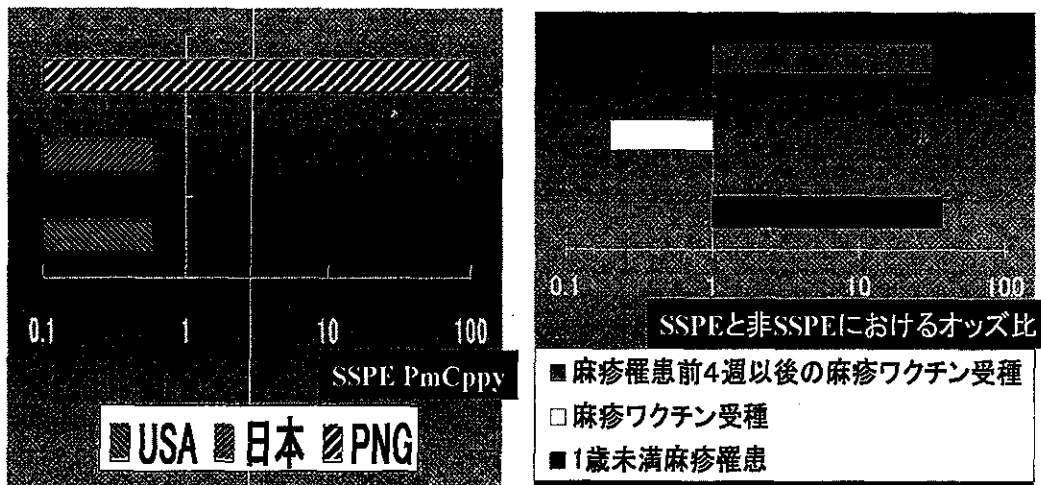 0.1 1 10 100
SSPE PmCppy
USA 日本 PNG
0.1 1 10 100
SSPEと非SSPEにおけるオッズ比
麻疹罹患前4週以後の麻疹ワクチン受種
麻疹ワクチン受種
1歳未満麻疹罹患